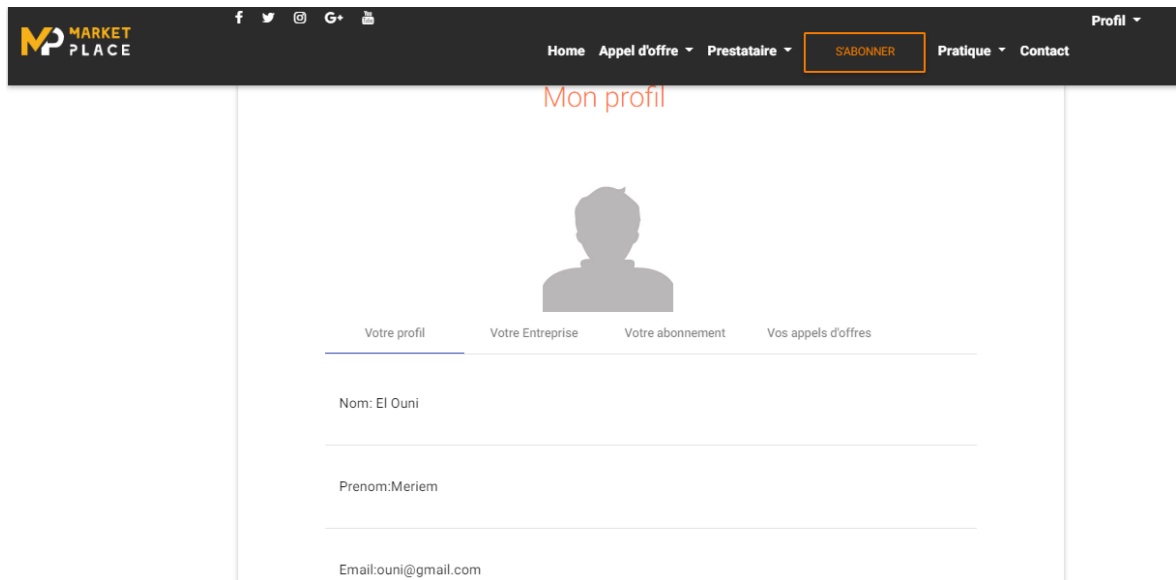 MP MARKET
PLACE
Profil
Home Appel d'offre Prestataire S'ABONNER Pratique Contact
Mon profil
Votre profil Votre Entreprise Votre abonnement Vos appels d'offres
Nom: El Ouni
Prenom:Meriem
Email:ouni@gmail.com